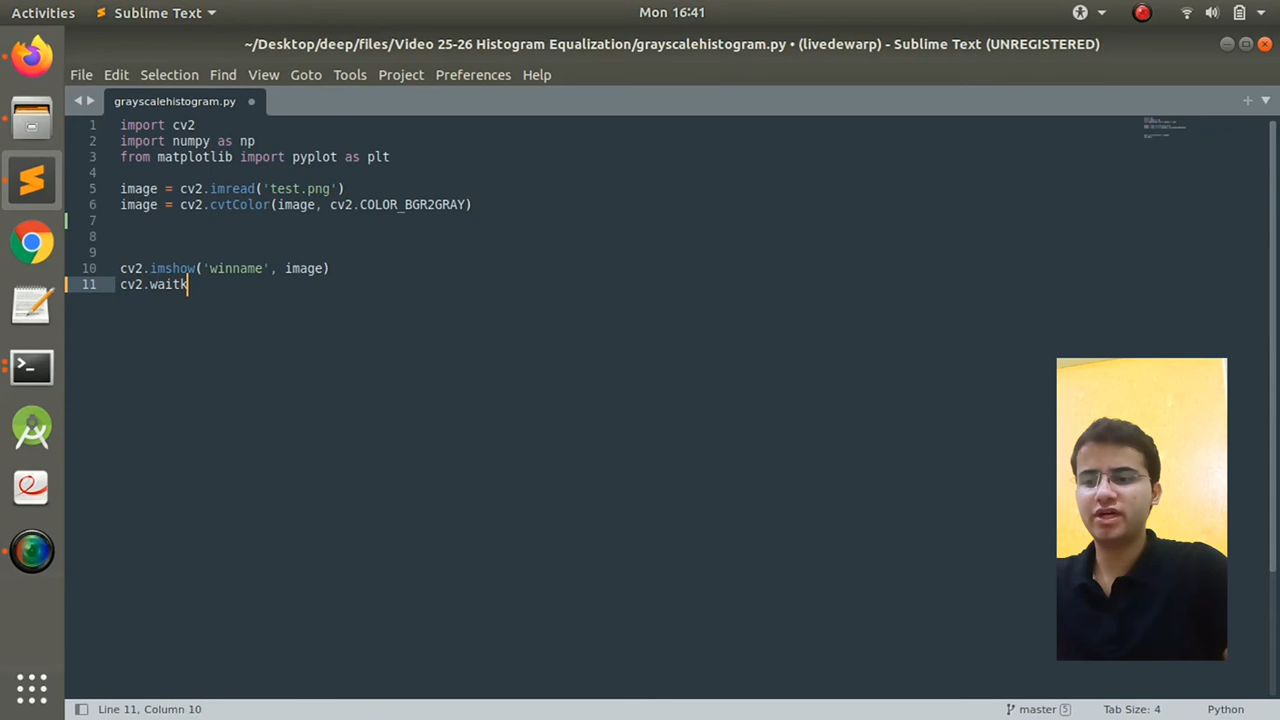 Activities Sublime Text Mon 16:41
~/Desktop/deep/files/Video 25-26 Histogram Equalization/grayscalehistogram.py • (livedewarp) - Sublime Text (UNREGISTERED)
File Edit Selection Find View Goto Tools Project Preferences Help
grayscalehistogram.py
1 import cv2
2 import numpy as np
3 from matplotlib import pyplot as plt
4
5 image = cv2.imread('test.png')
6 image = cv2.cvtColor(image, cv2.COLOR_BGR2GRAY)
7
8
9
10 cv2.imshow('winname', image)
11 cv2.waitk
Line 11, Column 10 master 5 Tab Size: 4 Python